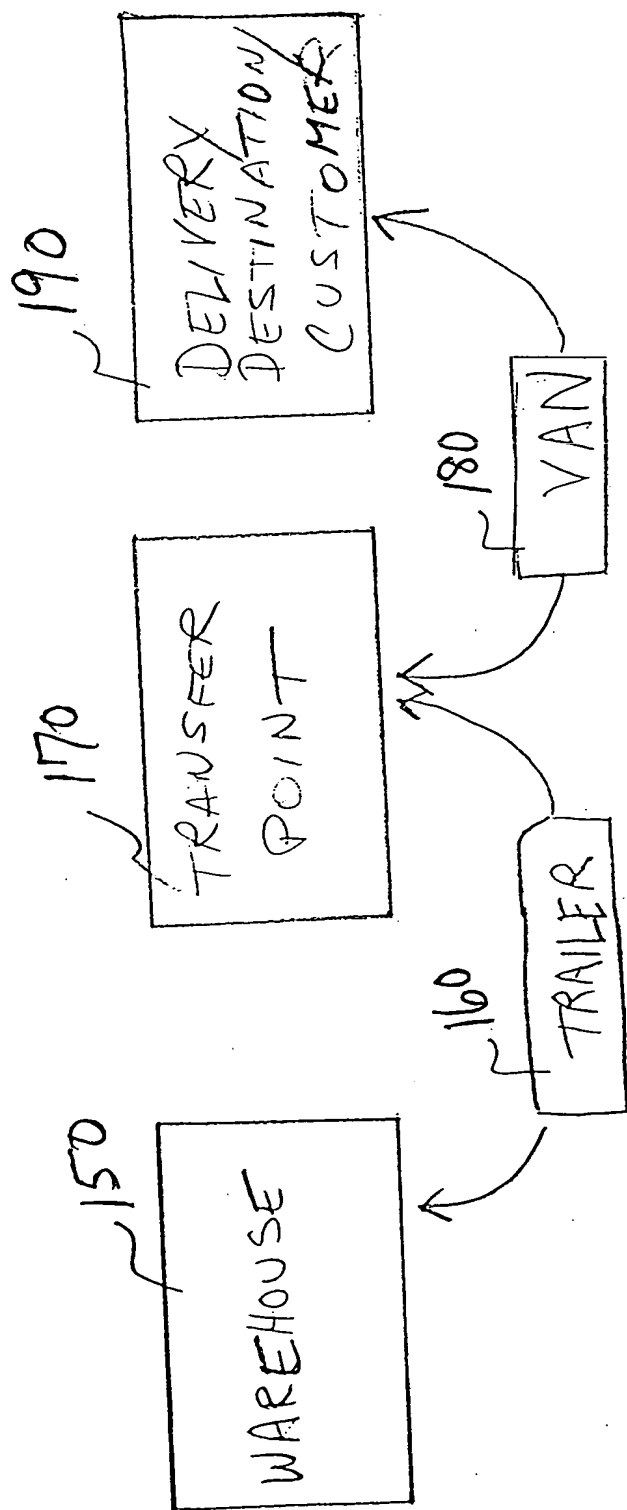 150
WAREHOUSE
160
TRAILER
170
TRANSFER
POINT
180
VAN
190
DELIVERY
DESTINATION/
CUSTOMER